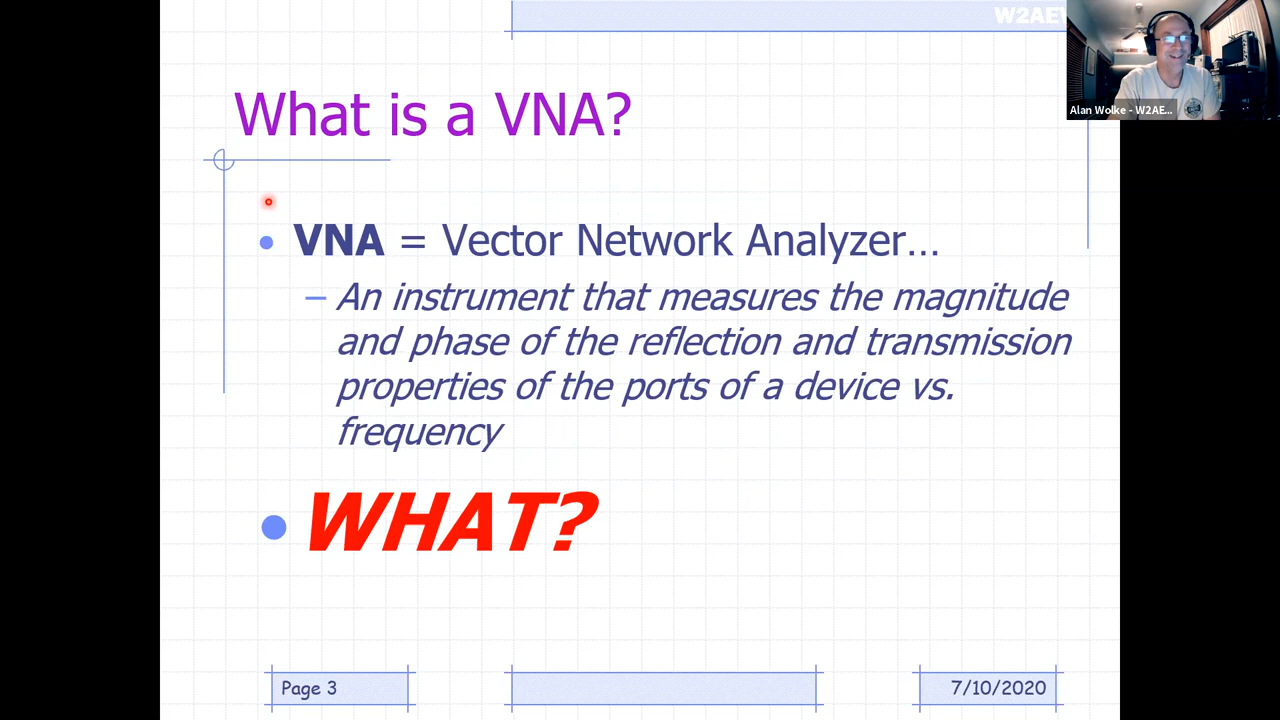 W2AEW
Alan Wolke - W2AE...
What is a VNA?
VNA = Vector Network Analyzer...
– An instrument that measures the magnitude
and phase of the reflection and transmission
properties of the ports of a device vs.
frequency
WHAT?
Page 3
7/10/2020